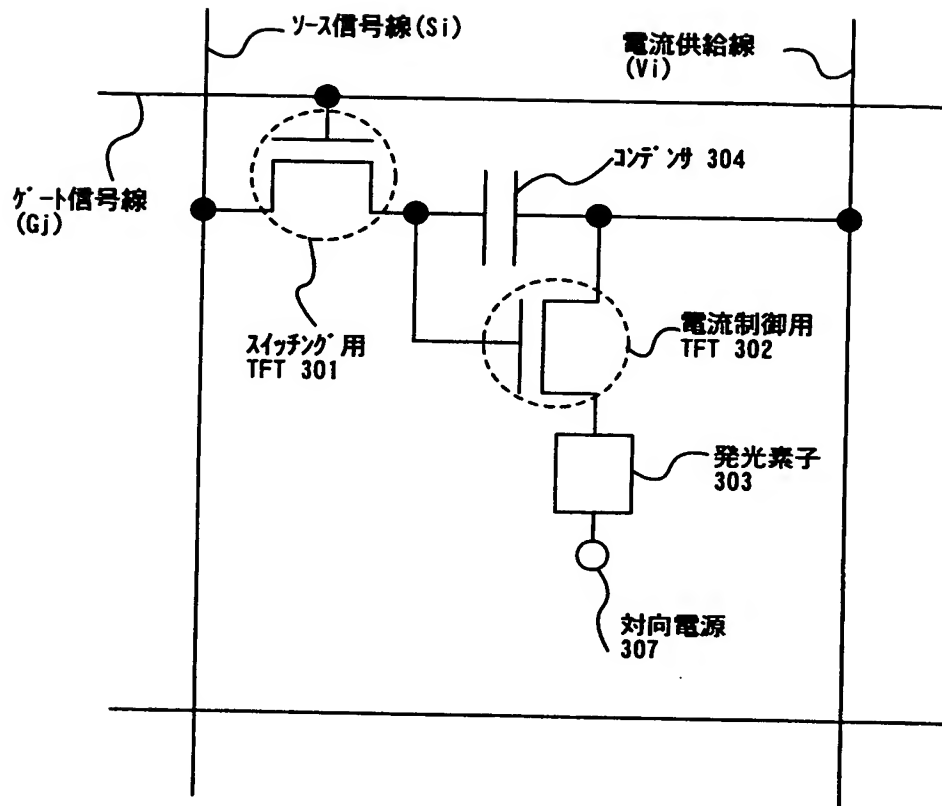 ソース信号線(Si)
電流供給線
(Vi)
コンデンサ 304
ゲート信号線
(Gj)
スイッチング用
TFT 301
電流制御用
TFT 302
発光素子
303
対向電源
307